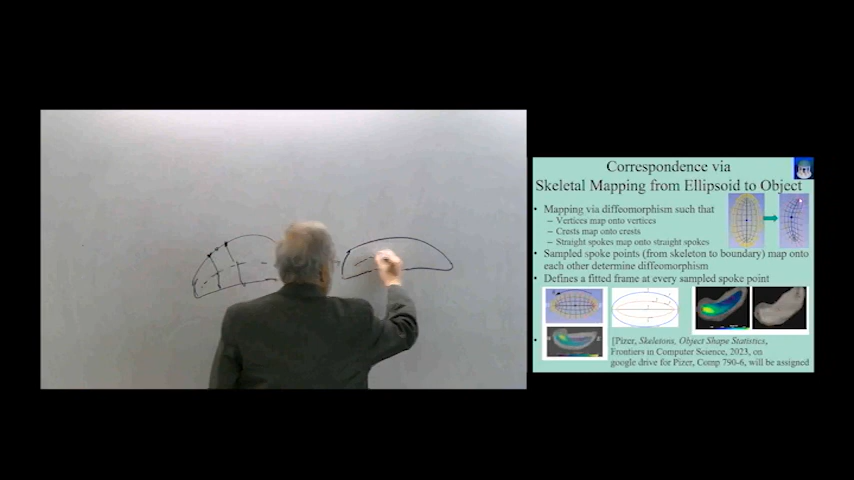 Correspondence via
Skeletal Mapping from Ellipsoid to Object
• Mapping via diffeomorphism such that
– Vertices map onto vertices
– Crests map onto crests
– Straight spokes map onto straight spokes
• Sampled spoke points (from skeleton to boundary) map onto
each other determine diffeomorphism
• Defines a fitted frame at every sampled spoke point
• [Pizer, Skeletons, Object Shape Statistics,
Frontiers in Computer Science, 2023, on
google drive for Pizer, Comp 790-6, will be assigned